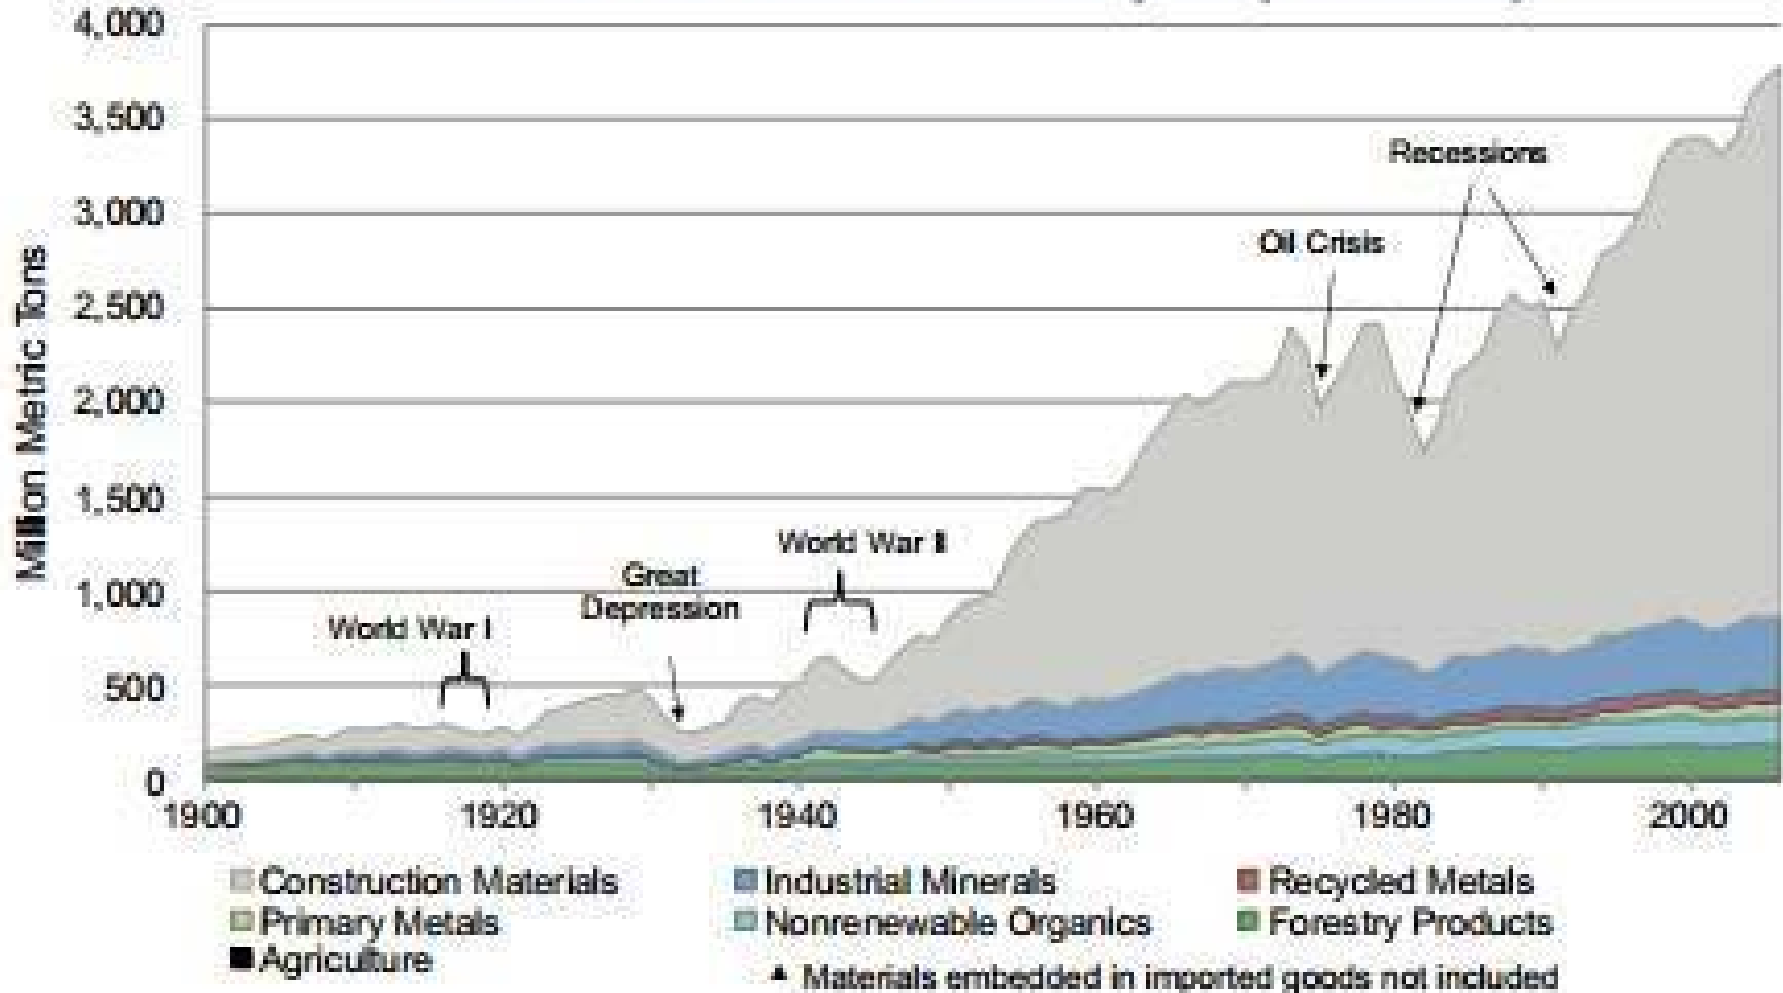 4,000
3,500
3,000
2,500
2,000
1,500
1,000
500
0
Million Metric Tons
Recessions
Oil Crisis
World War II
Great
Depression
World War I
1900 1920 1940 1960 1980 2000
Construction Materials Industrial Minerals Recycled Metals
Primary Metals Nonrenewable Organics Forestry Products
Agriculture
Materials embedded in imported goods not included